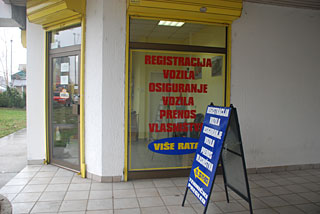 REGISTRACIJA
VOZILA
OSIGURANJE
VOZILA
PRENOS
VLASNIŠTVA
VIŠE RATA
REGISTRACIJA
VOZILA
OSIGURANJE
VOZILA
PRENOS
VLASNIŠTVA